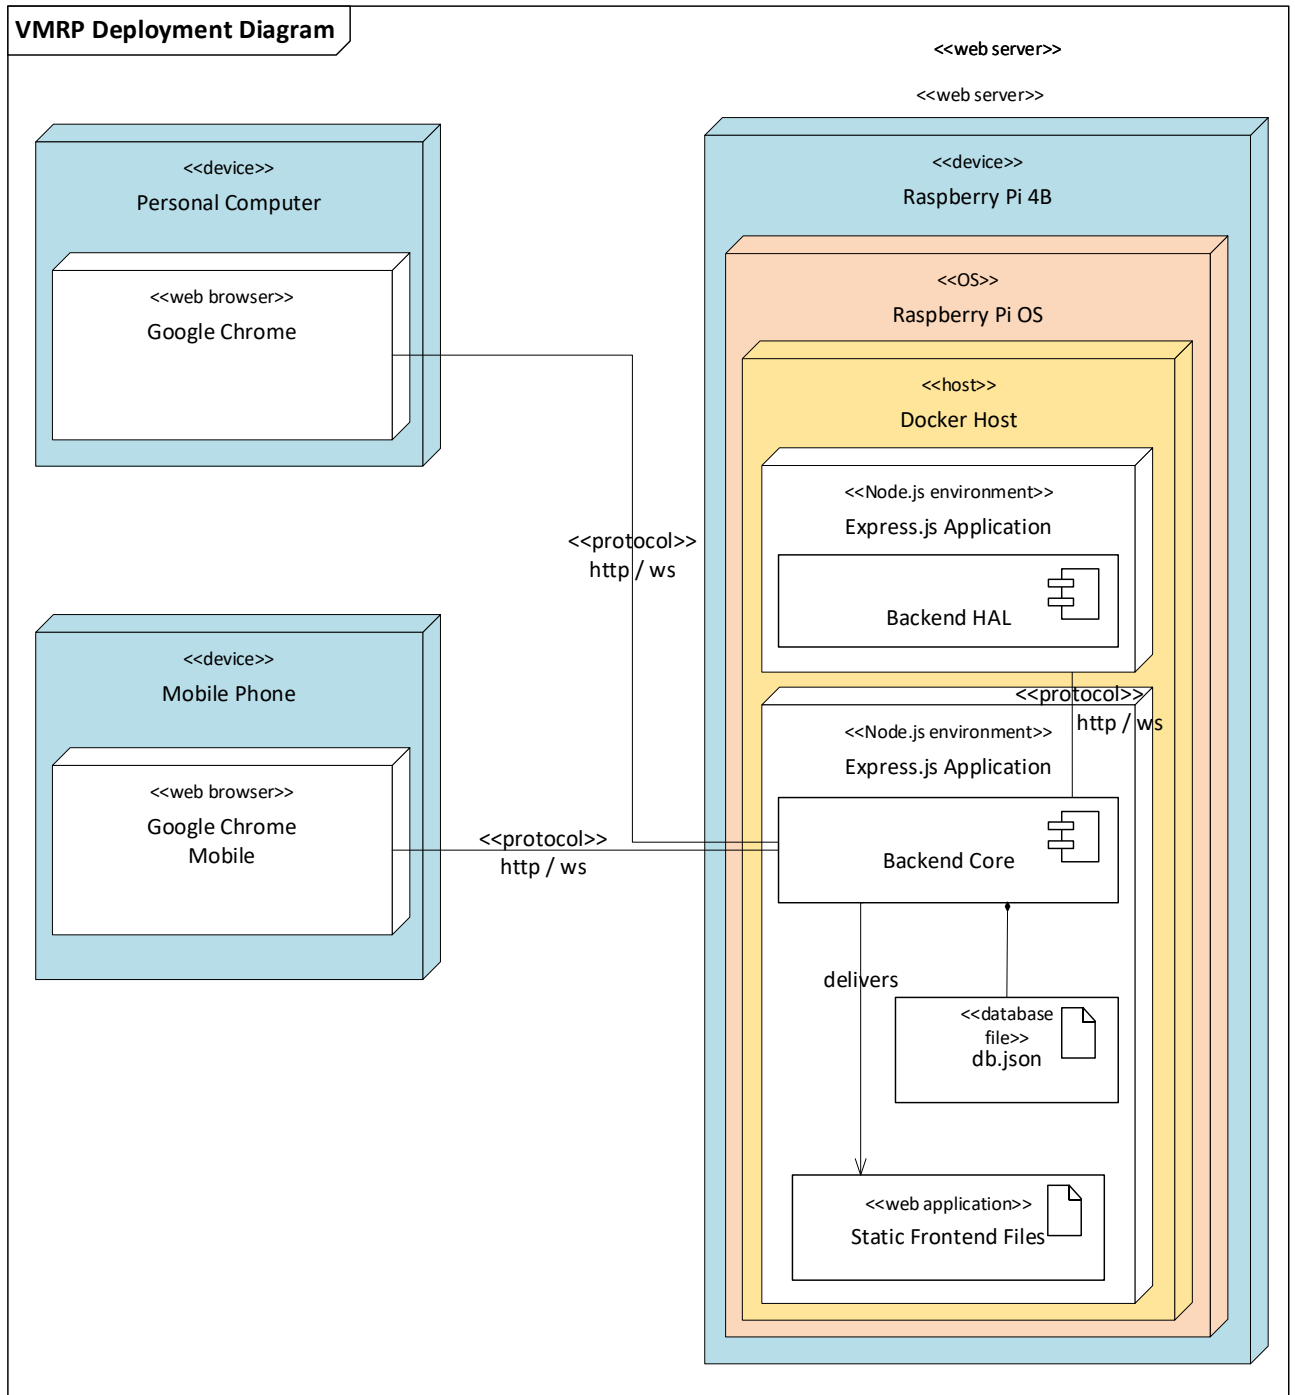 VMRP Deployment Diagram
<<web server>>
<<web server>>
<<device>>
Personal Computer
<<web browser>>
Google Chrome
<<device>>
Raspberry Pi 4B
<<OS>>
Raspberry Pi OS
<<host>>
Docker Host
<<Node.js environment>>
Express.js Application
Backend HAL
<<protocol>>
http / ws
<<protocol>>
http / ws
<<device>>
Mobile Phone
<<web browser>>
Google Chrome
Mobile
<<protocol>>
http / ws
<<Node.js environment>>
Express.js Application
Backend Core
delivers
<<database
file>>
db.json
<<web application>>
Static Frontend Files